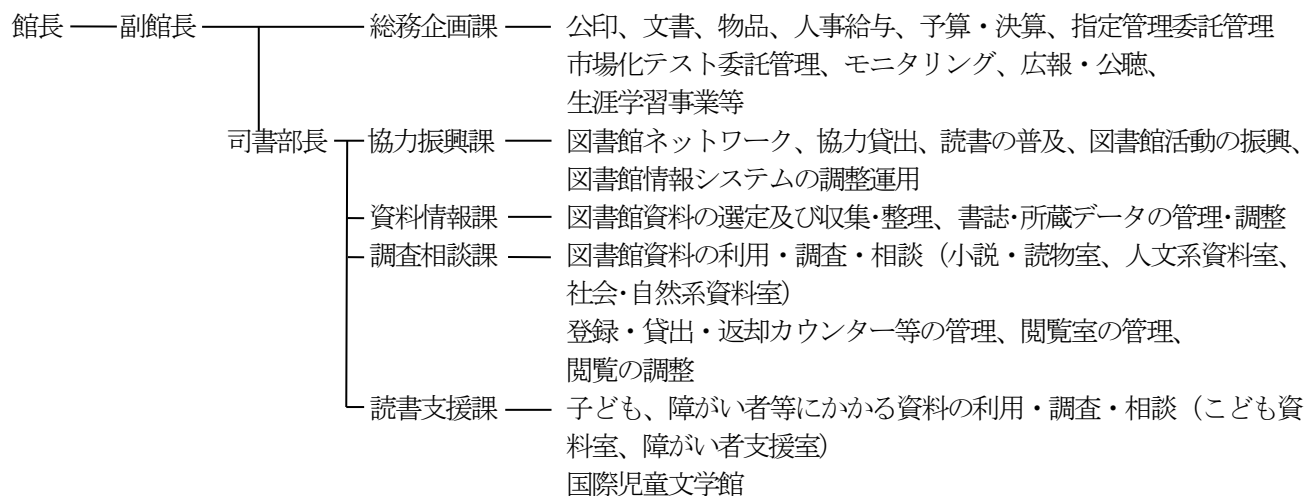 館長 副館長 総務企画課 公印、文書、物品、人事給与、予算・決算、指定管理委託管理
市場化テスト委託管理、モニタリング、広報・公聴、
生涯学習事業等
司書部長 協力振興課 図書館ネットワーク、協力貸出、読書の普及、図書館活動の振興、
図書館情報システムの調整運用
資料情報課 図書館資料の選定及び収集・整理、書誌・所蔵データの管理・調整
調査相談課 図書館資料の利用・調査・相談（小説・読物室、人文系資料室、
社会・自然系資料室）
登録・貸出・返却カウンター等の管理、閲覧室の管理、
閲覧の調整
読書支援課 子ども、障がい者等にかかる資料の利用・調査・相談（こども資
料室、障がい者支援室）
国際児童文学館